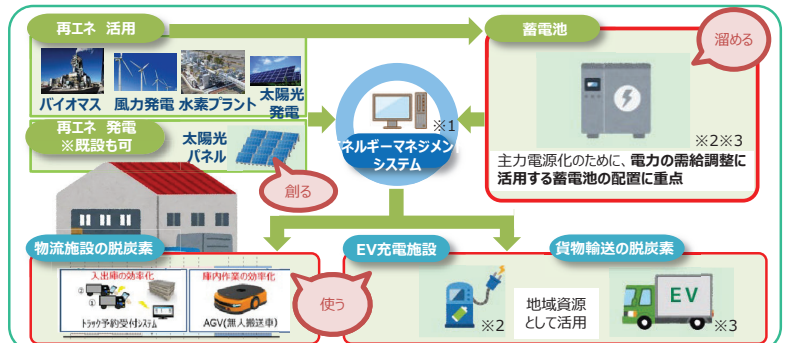 再エネ 活用
バイオマス
風力発電
水素プラント
太陽光
発電
再エネ 発電
※既設も可
太陽光
パネル
創る
※1
ネルギーマネジメン
システム
蓄電池
溜める
※2※3
主力電源化のために、電力の需給調整に
活用する蓄電池の配置に重点
物流施設の脱炭素
入出庫の効率化
②
①
トラック予約受付システム
庫内作業の効率化
AGV(無人搬送車)
使う
EV充電施設
※2
地域資源
として活用
貨物輸送の脱炭素
EV
※3